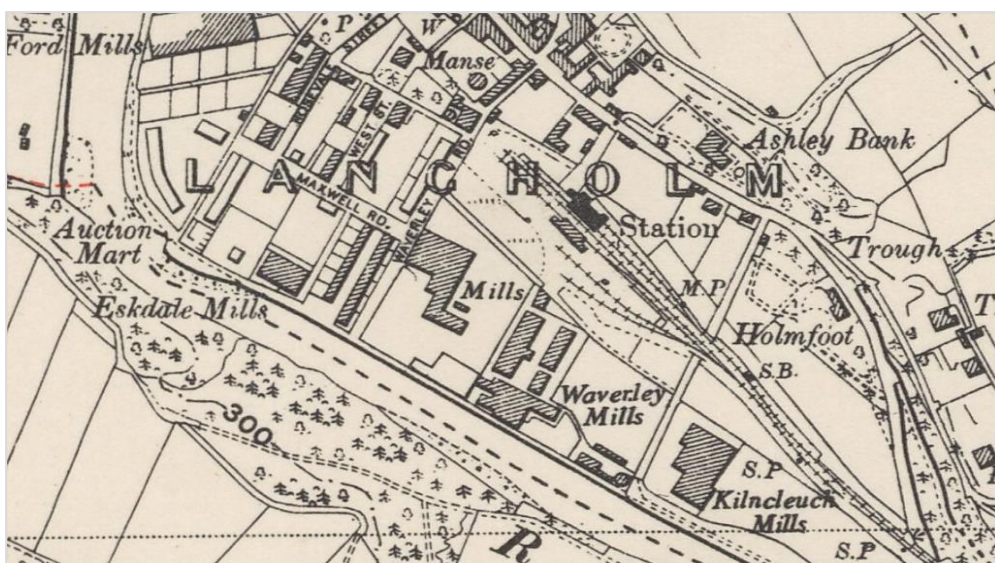 P
W
Ford Mills
STREET
Manse
WEST ST.
Ashley Bank
LANGHOLM
MAXWELL RD.
WAVERLEY RD.
Station
Auction
Mart
Trough
Mills
M.P
Eskdale Mills
Holmfoot
S.B.
Waverley
Mills
300
S.P
Kilncleuch
Mills
R
S.P
T